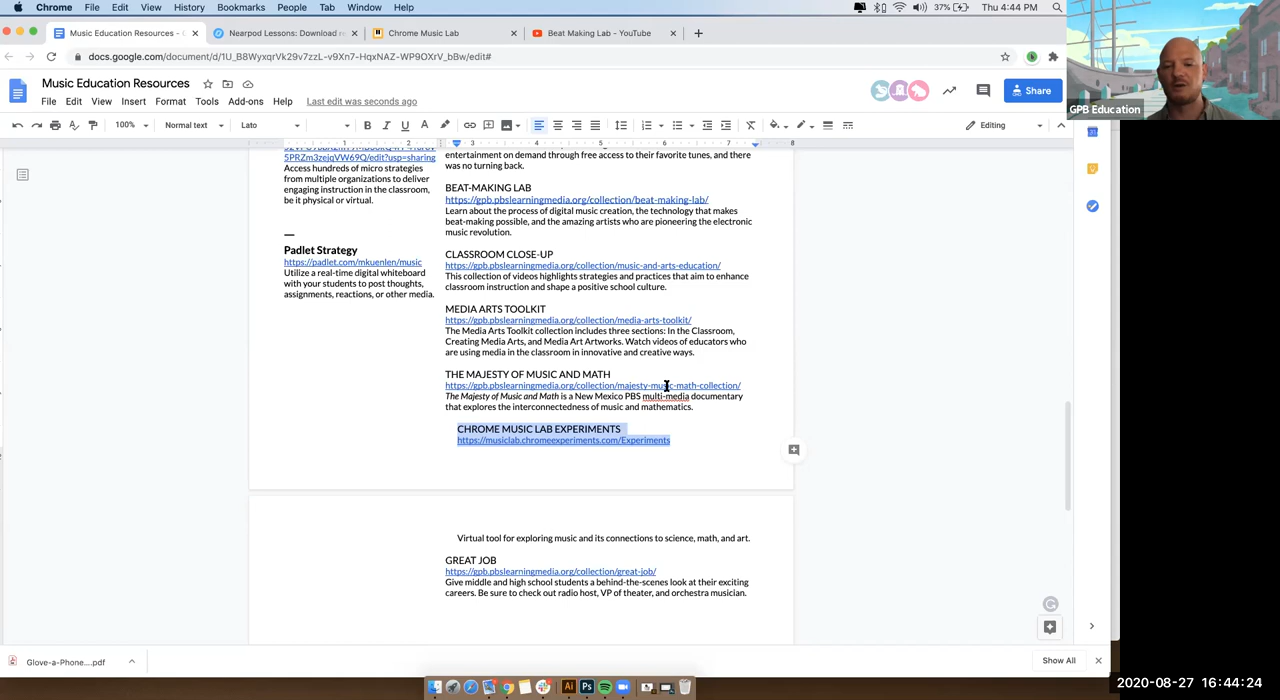 Chrome File Edit View History Bookmarks People Tab Window Help
37% Thu 4:44 PM
Music Education Resources - Nearpod Lessons: Download Chrome Music Lab Beat Making Lab - YouTube
docs.google.com/document/d/1U_B8WyxqrVk29v7zzL-v9Xn7-HqxNAZ-WP9OXrV_bBw/edit#
Music Education Resources
File Edit View Insert Format Tools Add-ons Help Last edit was seconds ago
Share
GPB Education
100% Normal text Lato Editing
1 2 3 4 5 6 7 8
5PRZm3zejqVW69Q/edit?usp=sharing
Access hundreds of micro strategies
from multiple organizations to deliver
engaging instruction in the classroom,
be it physical or virtual.
—
Padlet Strategy
https://padlet.com/mkuenlen/music
Utilize a real-time digital whiteboard
with your students to post thoughts,
assignments, reactions, or other media.
entertainment on demand through free access to their favorite tunes, and there
was no turning back.
BEAT-MAKING LAB
https://gpb.pbslearningmedia.org/collection/beat-making-lab/
Learn about the process of digital music creation, the technology that makes
beat-making possible, and the amazing artists who are pioneering the electronic
music revolution.
CLASSROOM CLOSE-UP
https://gpb.pbslearningmedia.org/collection/music-and-arts-education/
This collection of videos highlights strategies and practices that aim to enhance
classroom instruction and shape a positive school culture.
MEDIA ARTS TOOLKIT
https://gpb.pbslearningmedia.org/collection/media-arts-toolkit/
The Media Arts Toolkit collection includes three sections: In the Classroom,
Creating Media Arts, and Media Art Artworks. Watch videos of educators who
are using media in the classroom in innovative and creative ways.
THE MAJESTY OF MUSIC AND MATH
https://gpb.pbslearningmedia.org/collection/majesty-music-math-collection/
The Majesty of Music and Math is a New Mexico PBS multi-media documentary
that explores the interconnectedness of music and mathematics.
CHROME MUSIC LAB EXPERIMENTS
https://musiclab.chromeexperiments.com/Experiments
Virtual tool for exploring music and its connections to science, math, and art.
GREAT JOB
https://gpb.pbslearningmedia.org/collection/great-job/
Give middle and high school students a behind-the-scenes look at their exciting
careers. Be sure to check out radio host, VP of theater, and orchestra musician.
Glove-a-Phone....pdf
Show All
Ai Ps
2020-08-27 16:44:24